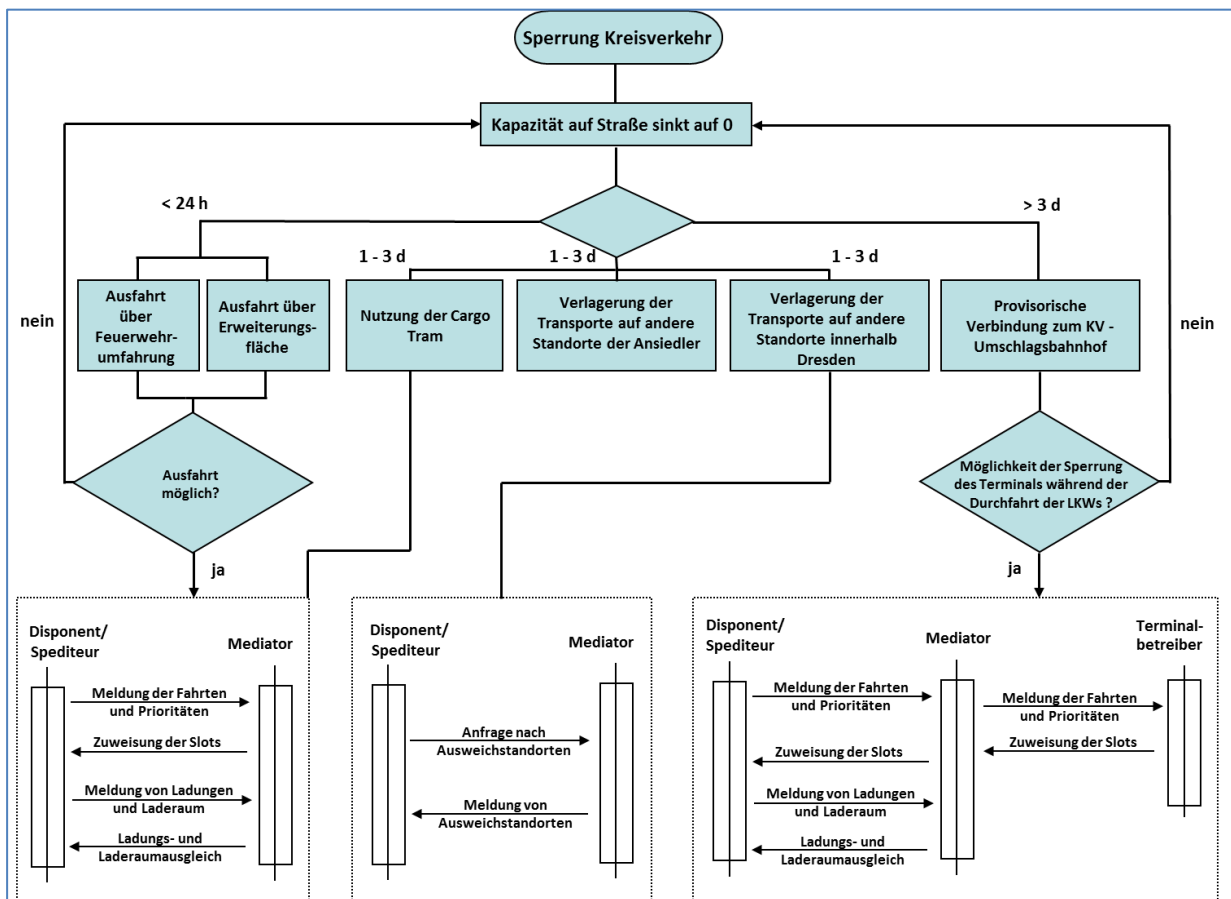 Sperrung Kreisverkehr
Kapazität auf Straße sinkt auf 0
< 24 h
> 3 d
1 - 3 d
1 - 3 d
1 - 3 d
nein
nein
Ausfahrt
über
Feuerwehr-
umfahrung
Ausfahrt über
Erweiterungs-
fläche
Nutzung der Cargo
Tram
Verlagerung der
Transporte auf andere
Standorte der Ansiedler
Verlagerung der
Transporte auf andere
Standorte innerhalb
Dresden
Provisorische
Verbindung zum KV -
Umschlagsbahnhof
Ausfahrt
möglich?
Möglichkeit der Sperrung
des Terminals während der
Durchfahrt der LKWs ?
ja
ja
Disponent/
Spediteur
Mediator
Meldung der Fahrten
und Prioritäten
Zuweisung der Slots
Meldung von Ladungen
und Laderaum
Ladungs- und
Laderaumausgleich
Disponent/
Spediteur
Mediator
Anfrage nach
Ausweichstandorten
Meldung von
Ausweichstandorten
Disponent/
Spediteur
Mediator
Terminal-
betreiber
Meldung der Fahrten
und Prioritäten
Meldung der Fahrten
und Prioritäten
Zuweisung der Slots
Zuweisung der Slots
Meldung von Ladungen
und Laderaum
Ladungs- und
Laderaumausgleich